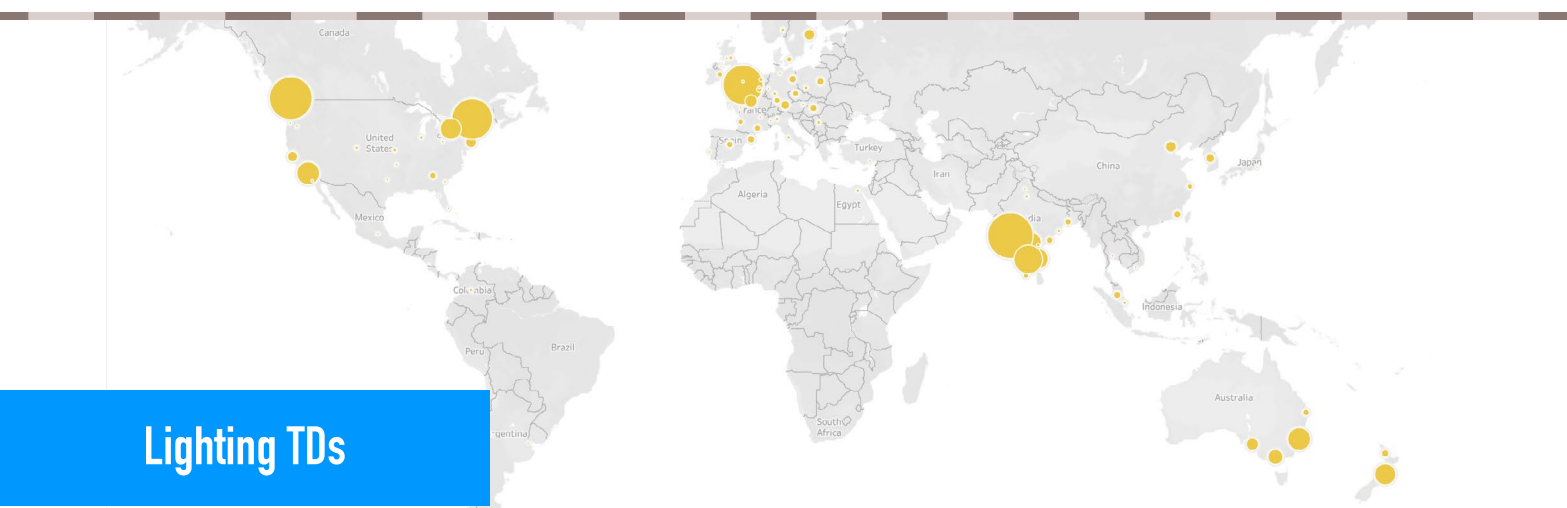 Canada
United
States
Mexico
Colombia
Peru
Brazil
France
Spain
Turkey
Algeria
Egypt
Iran
China
Japan
dia
Indonesia
South
Africa
Australia
rgentina
Lighting TDs